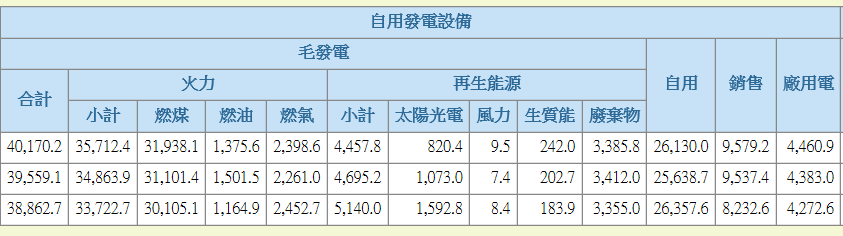 自用發電設備
毛發電 自用 銷售 廠用電
合計 火力 再生能源
小計 燃煤 燃油 燃氣 小計 太陽光電 風力 生質能 廢棄物
40,170.2 35,712.4 31,938.1 1,375.6 2,398.6 4,457.8 820.4 9.5 242.0 3,385.8 26,130.0 9,579.2 4,460.9
39,559.1 34,863.9 31,101.4 1,501.5 2,261.0 4,695.2 1,073.0 7.4 202.7 3,412.0 25,638.7 9,537.4 4,383.0
38,862.7 33,722.7 30,105.1 1,164.9 2,452.7 5,140.0 1,592.8 8.4 183.9 3,355.0 26,357.6 8,232.6 4,272.6